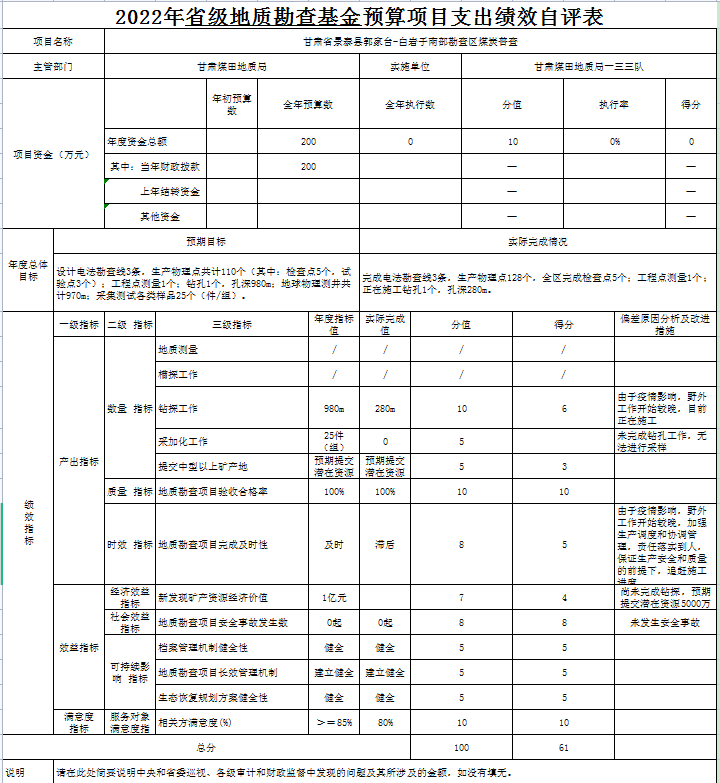 2022年省级地质勘查基金预算项目支出绩效自评表
项目名称 甘肃省景泰县郭家台-白岩子南部勘查区煤炭普查
主管部门 甘肃煤田地质局 实施单位 甘肃煤田地质局一三三队
项目资金（万元） 年初预算数 全年预算数 全年执行数 分值 执行率 得分
年度资金总额 200 0 10 0% 0
其中：当年财政拨款 200 — —
上年结转资金 — —
其他资金 — —
年度总体目标 预期目标 实际完成情况
设计电法勘查线3条，生产物理点共计110个（其中：检查点5个，试
验点3个）；工程点测量1个；钻孔1个，孔深980m；地球物理测井共
计970m；采集测试各类样品25个（件/组）。
完成电法勘查线3条，生产物理点128个，全区完成检查点5个；工程点测量1个；
正在施工钻孔1个，孔深280m。
绩效指标 一级指标 二级 指标 三级指标 年度指标值 实际完成值 分值 得分 偏差原因分析及改进措施
产出指标 数量 指标 地质测量 / / / /
槽探工作 / / / /
钻探工作 980m 280m 10 6 由于疫情影响，野外
工作开始较晚，目前
正在施工
采加化工作 25件（组） 0 5 未完成钻孔工作，无
法进行采样
提交中型以上矿产地 预期提交潜在资源 预期提交潜在资源 5 3
质量 指标 地质勘查项目验收合格率 100% 100% 10 10
时效 指标 地质勘查项目完成及时性 及时 滞后 8 5 由于疫情影响，野外
工作开始较晚，加强
生产调度和协调管
理，责任落实到人，
保证生产安全和质量
的前提下，追赶施工
进度
效益指标 经济效益指标 新发现矿产资源经济价值 1亿元 7 4 尚未完成钻探，预期
提交潜在资源5000万
社会效益指标 地质勘查项目安全事故发生数 0起 0起 8 8 未发生安全事故
可持续影响 指标 档案管理机制健全性 健全 健全 5 5
地质勘查项目长效管理机制 建立健全 建立健全 5 5
生态恢复规划方案健全性 健全 健全 5 5
满意度指标 服务对象满意度指 相关方满意度(%) ＞＝85% 80% 10 10
总分 100 61
说明 请在此处简要说明中央和省委巡视、各级审计和财政监督中发现的问题及其所涉及的金额，如没有填无。